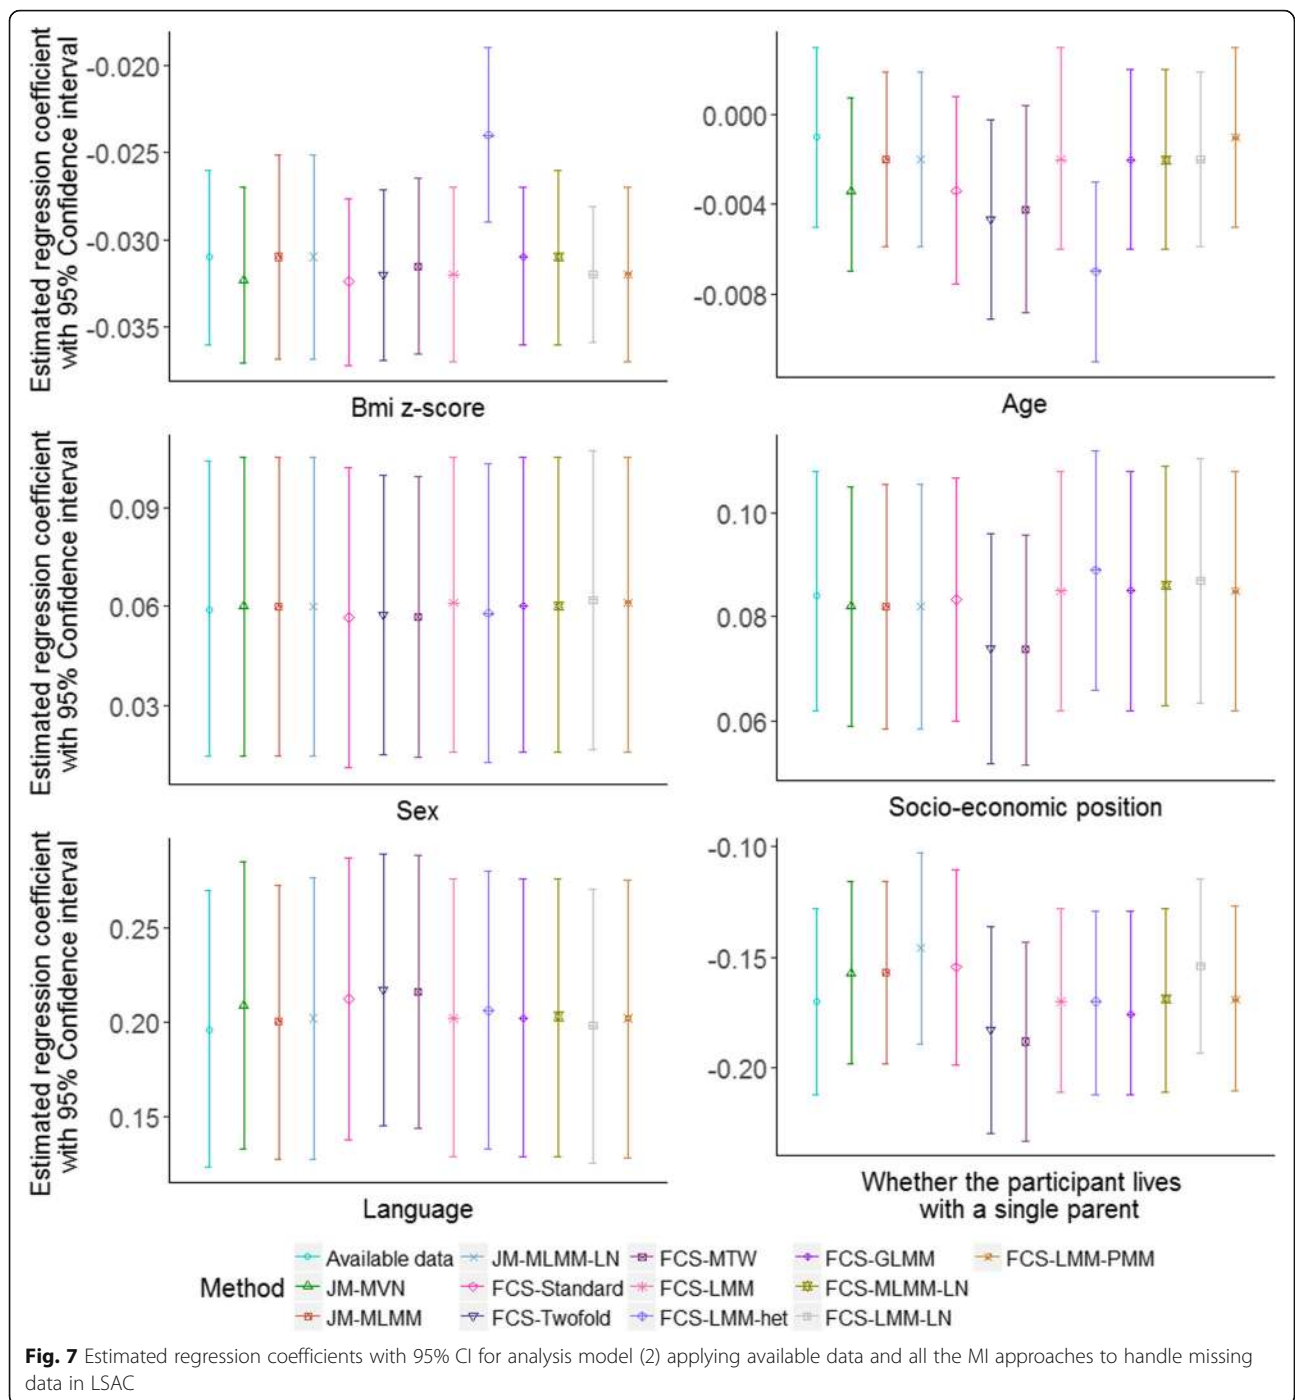 Estimated regression coefficient
with 95% Confidence interval
-0.020
-0.025
-0.030
-0.035
Bmi z-score
0.000
-0.004
-0.008
Age
Estimated regression coefficient
with 95% Confidence interval
0.09
0.06
0.03
Sex
0.10
0.08
0.06
Socio-economic position
Estimated regression coefficient
with 95% Confidence interval
0.25
0.20
0.15
Language
-0.10
-0.15
-0.20
Whether the participant lives
with a single parent
Method
Available data
JM-MVN
JM-MLMM
JM-MLMM-LN
FCS-Standard
FCS-Twofold
FCS-MTW
FCS-LMM
FCS-LMM-het
FCS-GLMM
FCS-MLMM-LN
FCS-LMM-LN
FCS-LMM-PMM
Fig. 7 Estimated regression coefficients with 95% CI for analysis model (2) applying available data and all the MI approaches to handle missing
data in LSAC